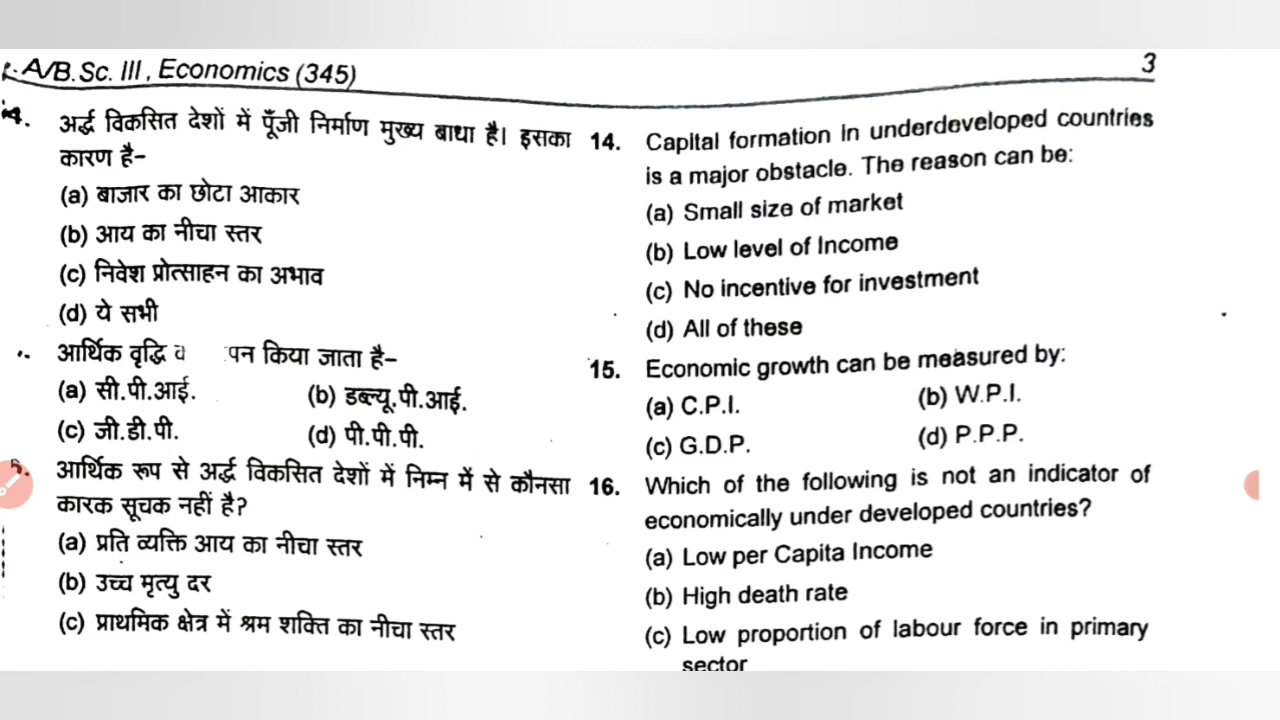 A/B.Sc. III, Economics (345)
3
अर्द्ध विकसित देशों में पूँजी निर्माण मुख्य बाधा है। इसका
कारण है–
(a) बाजार का छोटा आकार
(b) आय का नीचा स्तर
(c) निवेश प्रोत्साहन का अभाव
(d) ये सभी
आर्थिक वृद्धि पन किया जाता है–
(a) सी.पी.आई. (b) डब्ल्यू.पी.आई.
(c) जी.डी.पी. (d) पी.पी.पी.
आर्थिक रूप से अर्द्ध विकसित देशों में निम्न में से कौनसा
कारक सूचक नहीं है?
(a) प्रति व्यक्ति आय का नीचा स्तर
(b) उच्च मृत्यु दर
(c) प्राथमिक क्षेत्र में श्रम शक्ति का नीचा स्तर
14. Capital formation in underdeveloped countries
is a major obstacle. The reason can be:
(a) Small size of market
(b) Low level of Income
(c) No incentive for investment
(d) All of these
15. Economic growth can be measured by:
(a) C.P.I. (b) W.P.I.
(c) G.D.P. (d) P.P.P.
16. Which of the following is not an indicator of
economically under developed countries?
(a) Low per Capita Income
(b) High death rate
(c) Low proportion of labour force in primary
sector